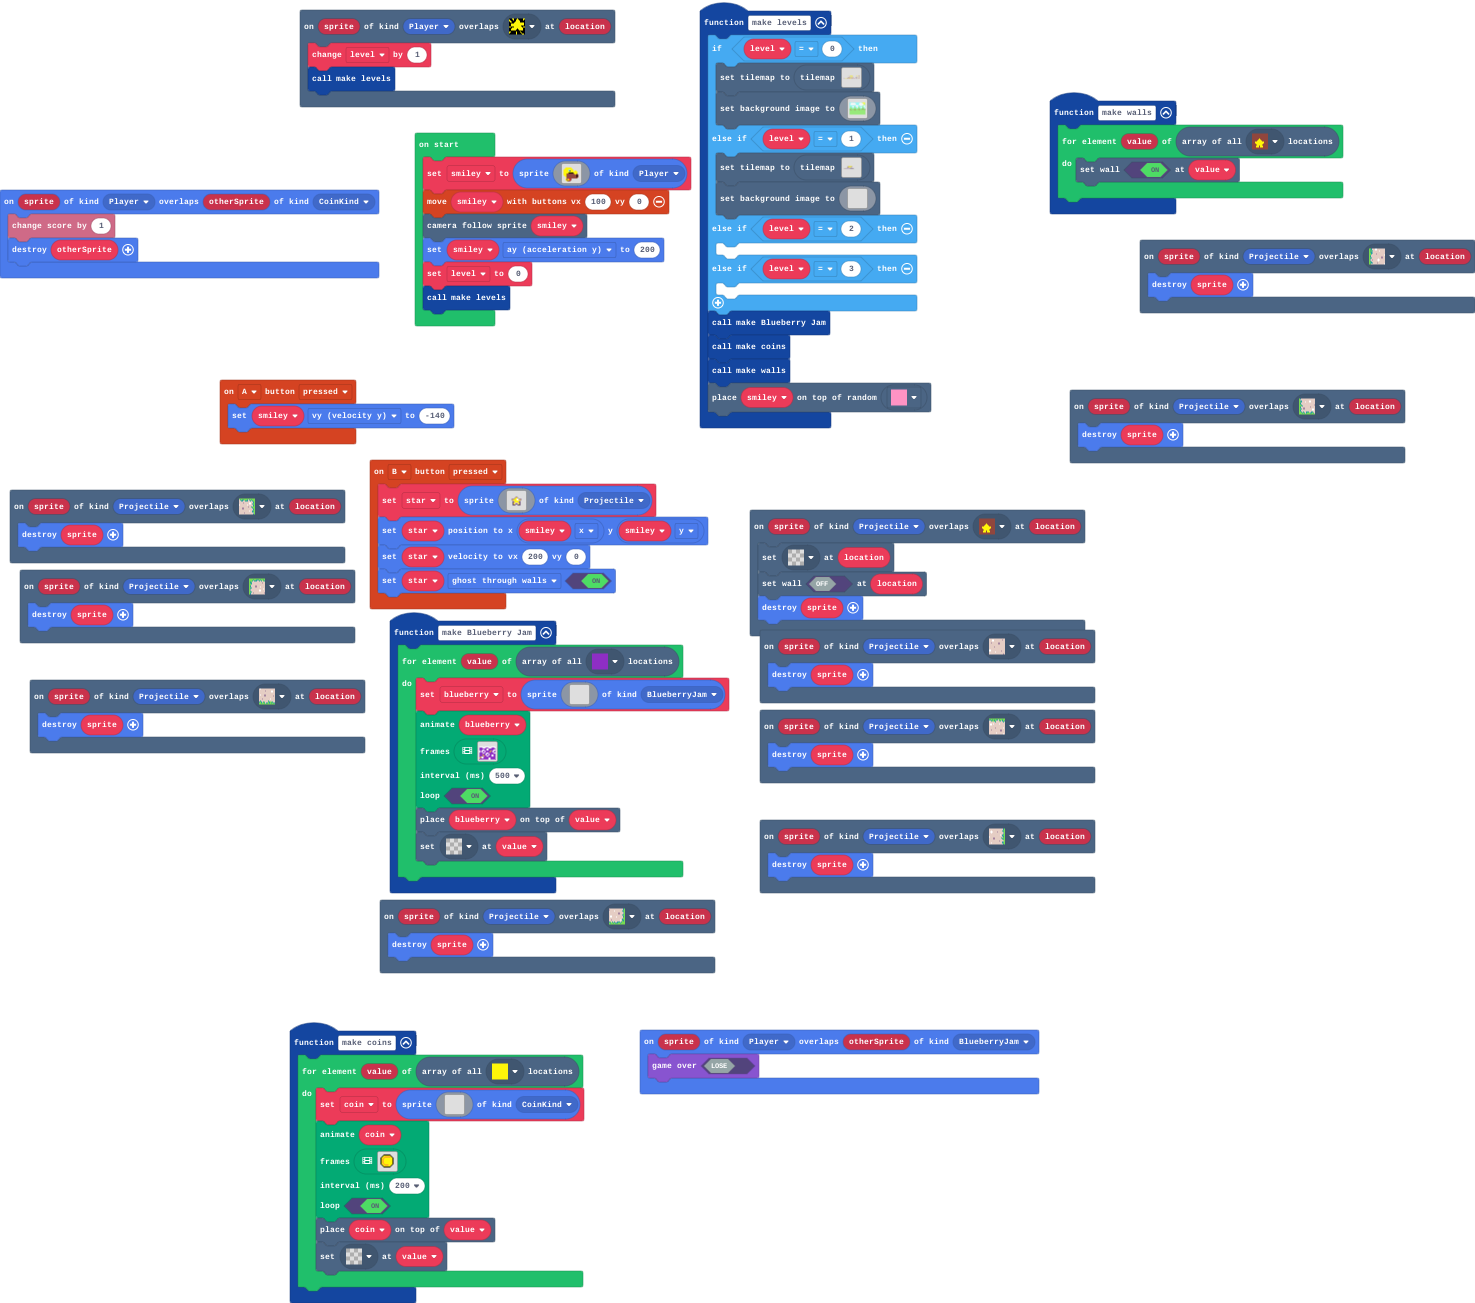 on sprite of kind Player overlaps at location
change level by 1
call make levels
on start
set smiley to sprite of kind Player
move smiley with buttons vx 100 vy 0
camera follow sprite smiley
set smiley ay (acceleration y) to 200
set level to 0
call make levels
on sprite of kind Player overlaps otherSprite of kind CoinKind
change score by 1
destroy otherSprite
function make levels
if level = 0 then
set tilemap to tilemap
set background image to
else if level = 1 then
set tilemap to tilemap
set background image to
else if level = 2 then
else if level = 3 then
call make Blueberry Jam
call make coins
call make walls
place smiley on top of random
function make walls
for element value of array of all locations
do
set wall ON at value
on sprite of kind Projectile overlaps at location
destroy sprite
on sprite of kind Projectile overlaps at location
destroy sprite
on A button pressed
set smiley vy (velocity y) to -140
on B button pressed
set star to sprite of kind Projectile
set star position to x smiley x y smiley y
set star velocity to vx 200 vy 0
set star ghost through walls ON
on sprite of kind Projectile overlaps at location
destroy sprite
on sprite of kind Projectile overlaps at location
destroy sprite
on sprite of kind Projectile overlaps at location
destroy sprite
on sprite of kind Projectile overlaps at location
set at location
set wall OFF at location
destroy sprite
on sprite of kind Projectile overlaps at location
destroy sprite
on sprite of kind Projectile overlaps at location
destroy sprite
on sprite of kind Projectile overlaps at location
destroy sprite
function make Blueberry Jam
for element value of array of all locations
do
set blueberry to sprite of kind BlueberryJam
animate blueberry
frames
interval (ms) 500
loop ON
place blueberry on top of value
set at value
on sprite of kind Projectile overlaps at location
destroy sprite
function make coins
for element value of array of all locations
do
set coin to sprite of kind CoinKind
animate coin
frames
interval (ms) 200
loop ON
place coin on top of value
set at value
on sprite of kind Player overlaps otherSprite of kind BlueberryJam
game over LOSE